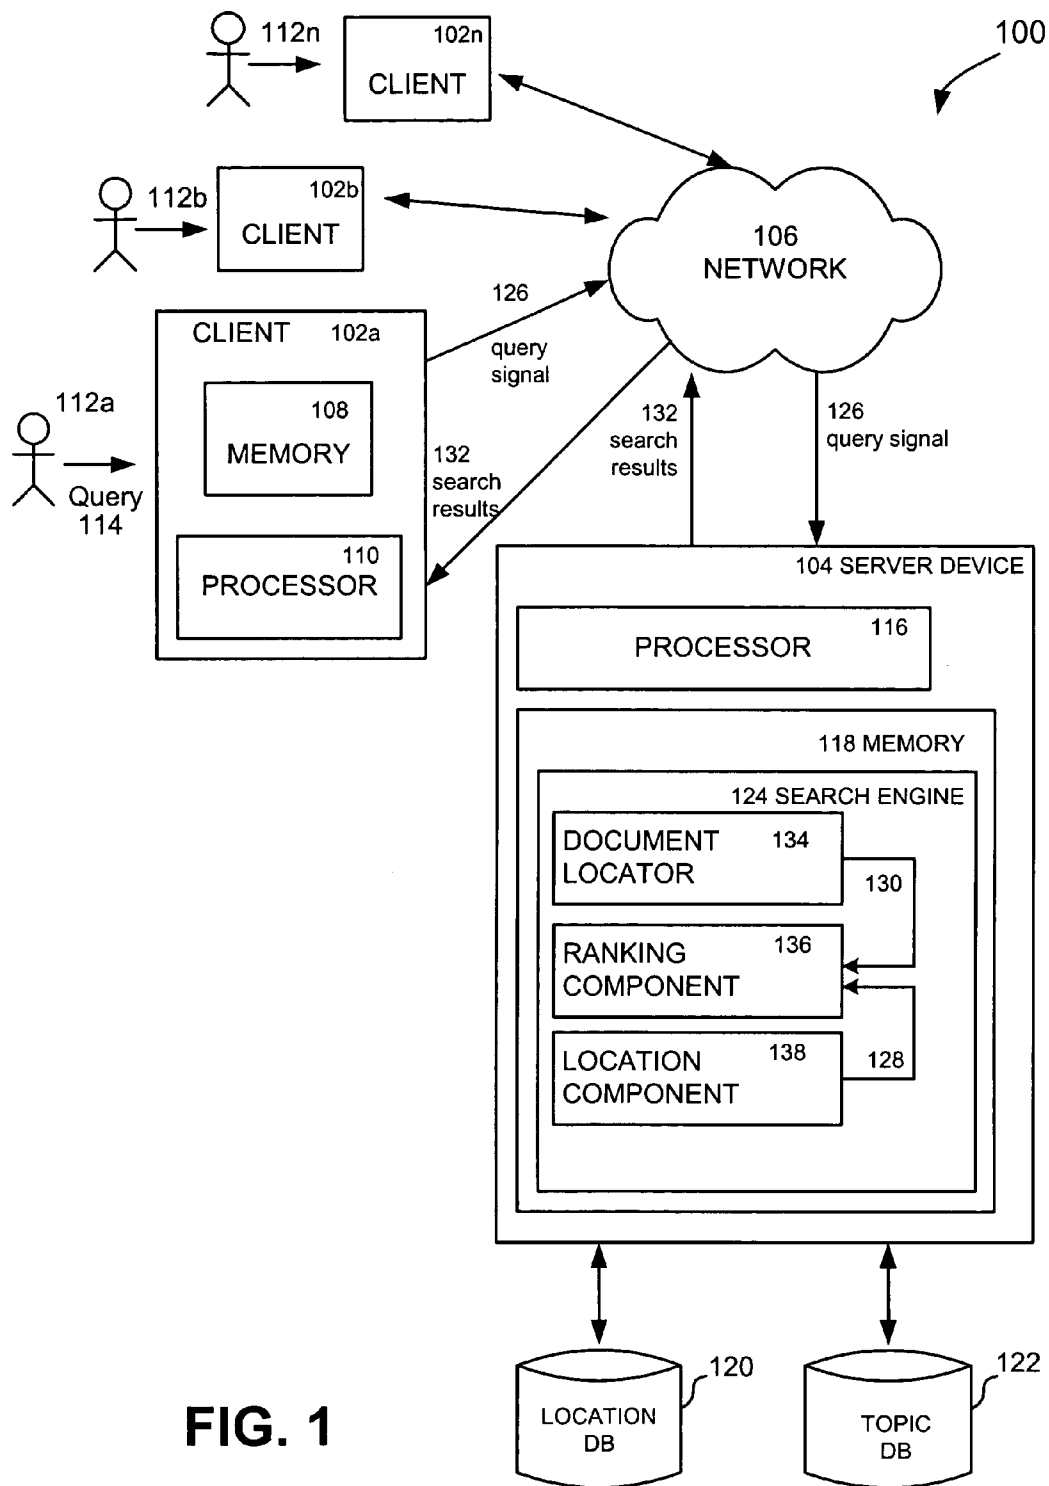 112n
102n
CLIENT
100
112b
102b
CLIENT
106
NETWORK
CLIENT 102a
126
query
signal
112a
108
MEMORY
Query
114
132
search
results
132
search
results
126
query signal
110
PROCESSOR
104 SERVER DEVICE
116
PROCESSOR
118 MEMORY
124 SEARCH ENGINE
DOCUMENT 134
LOCATOR
130
RANKING 136
COMPONENT
LOCATION 138
COMPONENT
128
120
LOCATION
DB
122
TOPIC
DB
FIG. 1